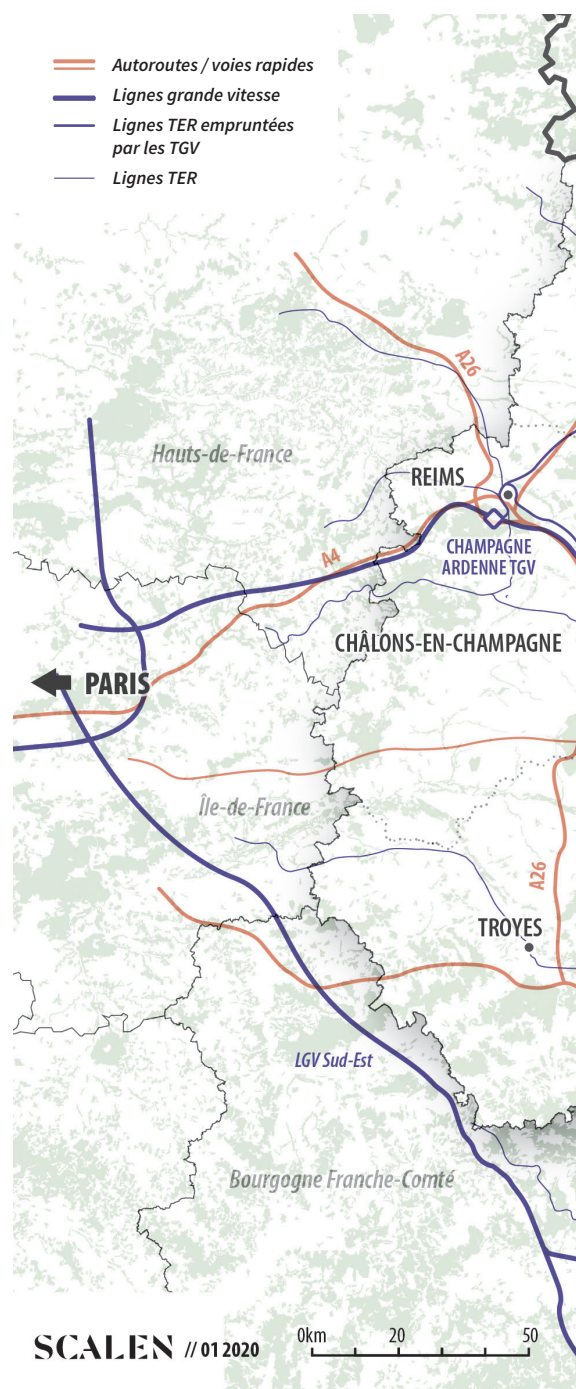 Autoroutes / voies rapides
Lignes grande vitesse
Lignes TER empruntées
par les TGV
Lignes TER
A26
Hauts-de-France
REIMS
A4
CHAMPAGNE
ARDENNE TGV
CHÂLONS-EN-CHAMPAGNE
PARIS
Île-de-France
A26
TROYES
LGV Sud-Est
Bourgogne Franche-Comté
SCALEN // 01 2020
0km 20 50